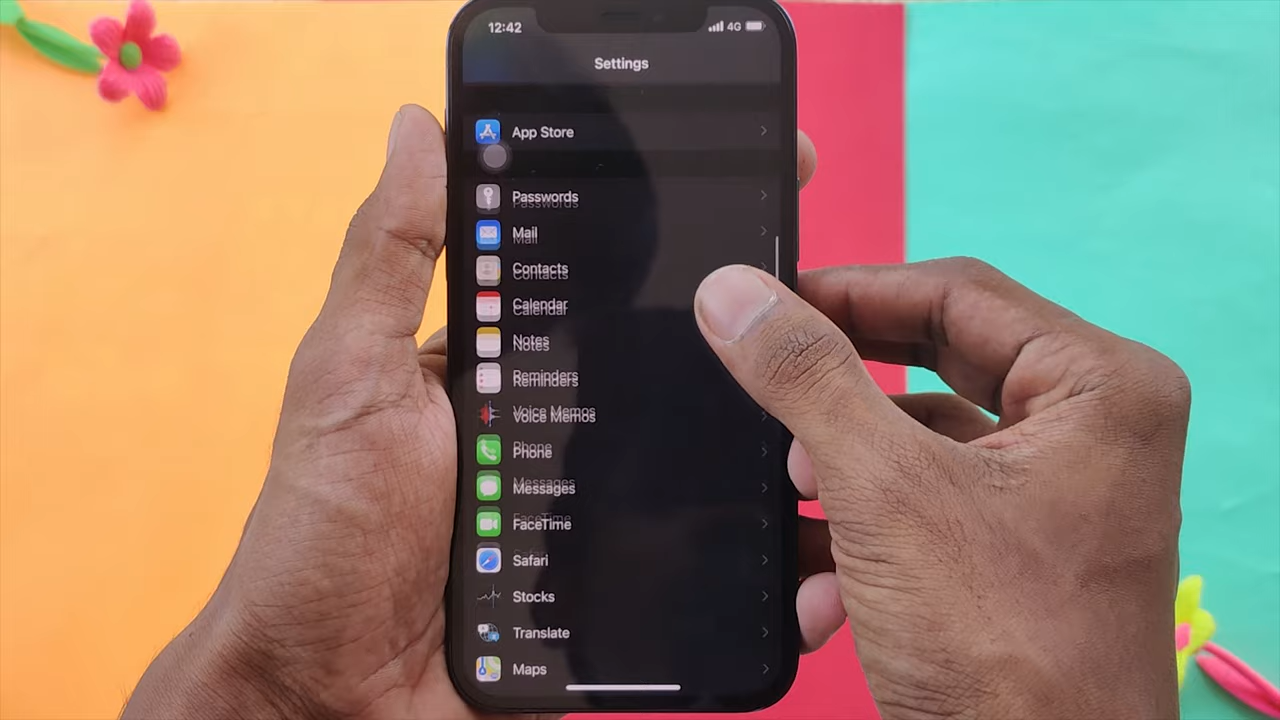 12:42
4G
Settings
App Store
Passwords
Mail
Contacts
Calendar
Notes
Reminders
Voice Memos
Phone
Messages
FaceTime
Safari
Stocks
Translate
Maps